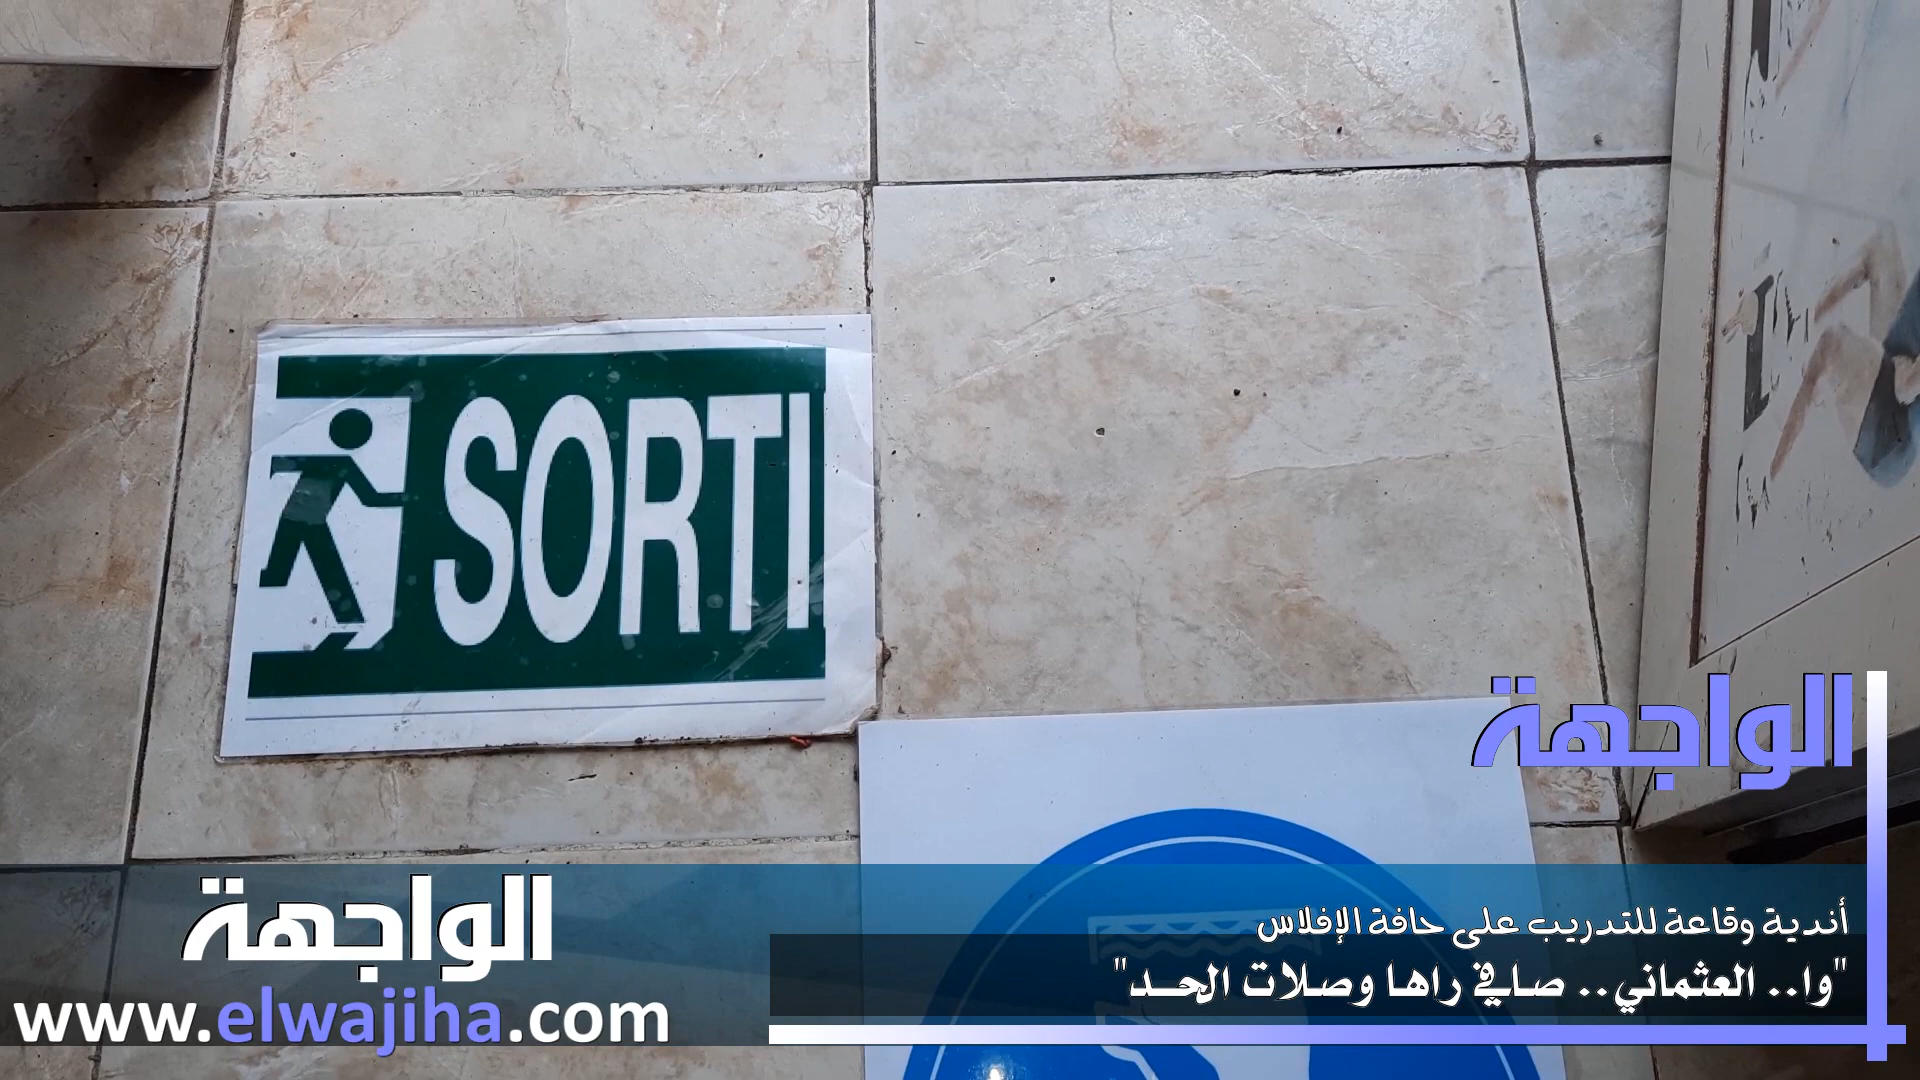 SORTI
الواجهة
الواجهة
www.elwajiha.com
أندية وقاعة للتدريب على حافة الإفلاس
"وا.. العثماني.. صافي راها وصلات الحد"